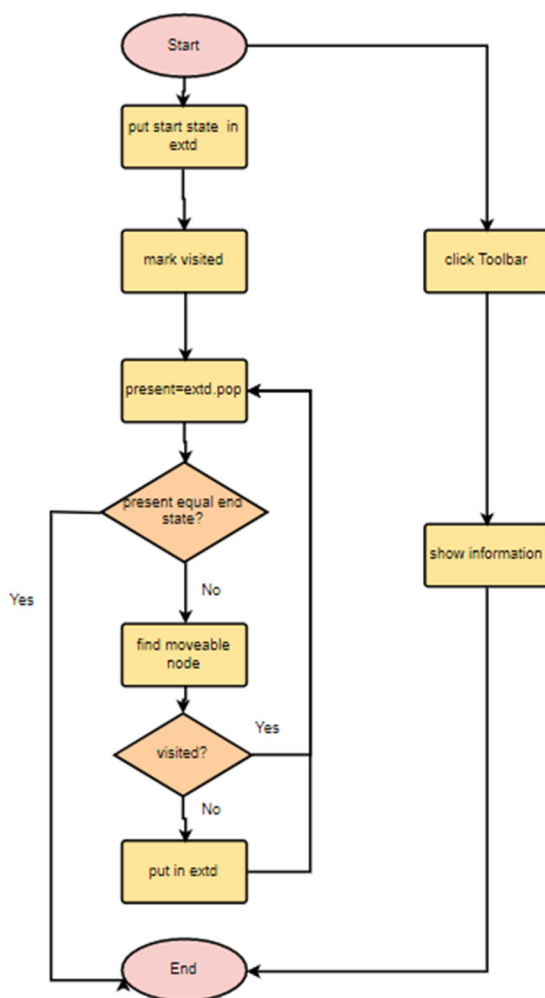 Start
put start state in
extd
mark visited
click Toolbar
present=extd.pop
present equal end
state?
show information
Yes
No
find moveable
node
Yes
visited?
No
put in extd
End